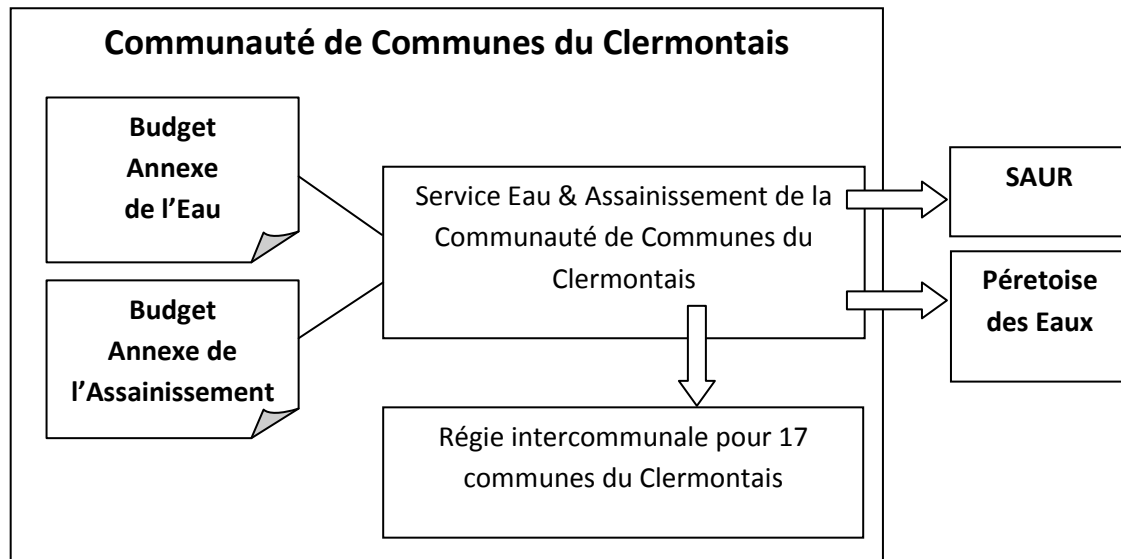 Communauté de Communes du Clermontais
Budget
Annexe
de l’Eau
Budget
Annexe de
l’Assainissement
Service Eau & Assainissement de la
Communauté de Communes du
Clermontais
Régie intercommunale pour 17
communes du Clermontais
SAUR
Péretoise
des Eaux